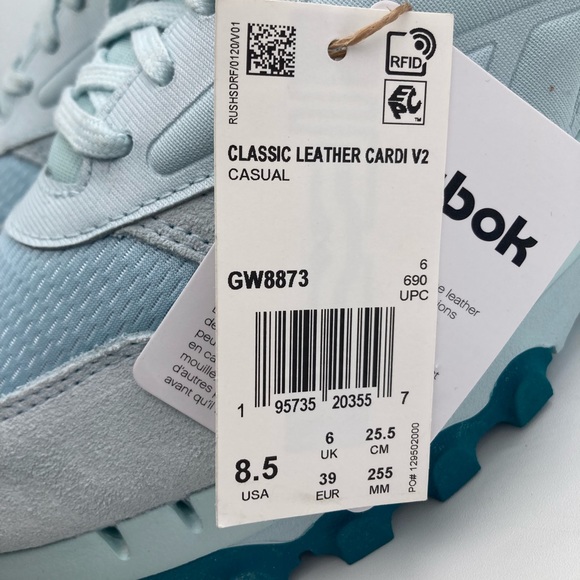 RUSHSDRF/0120/V01
RFID
EPC
CLASSIC LEATHER CARDI V2
CASUAL
GW8873
6
690
UPC
1 95735 20355 7
8.5
USA
6
UK
25.5
CM
39
EUR
255
MM
PO# 129502000
bok
leather
en ca
mouille
d'autres
avant qu'il